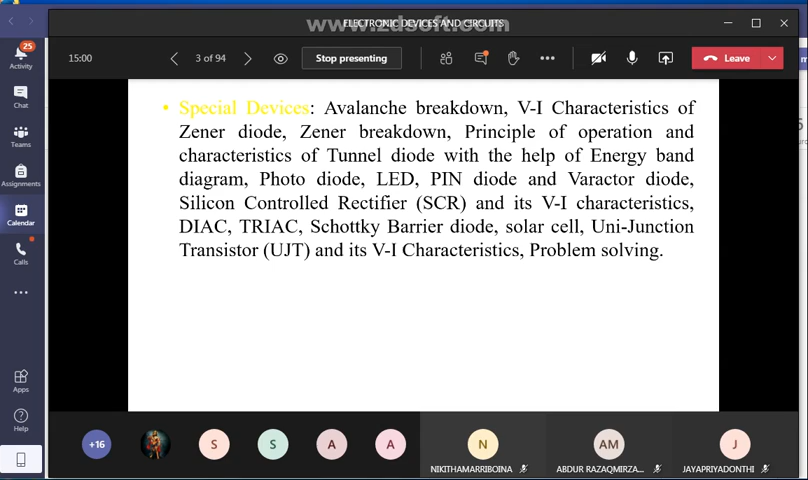 www.zdsoft.com
ELECTRONIC DEVICES AND CIRCUITS
25
Activity
Chat
Teams
Assignments
Calendar
Calls
Apps
Help
15:00
3 of 94
Stop presenting
Leave
• Special Devices: Avalanche breakdown, V-I Characteristics of
Zener diode, Zener breakdown, Principle of operation and
characteristics of Tunnel diode with the help of Energy band
diagram, Photo diode, LED, PIN diode and Varactor diode,
Silicon Controlled Rectifier (SCR) and its V-I characteristics,
DIAC, TRIAC, Schottky Barrier diode, solar cell, Uni-Junction
Transistor (UJT) and its V-I Characteristics, Problem solving.
+16
S
S
A
A
N
AM
J
NIKITHAMARRIBOINA
ABDUR RAZAQMIRZA...
JAYAPRIYADONTHI